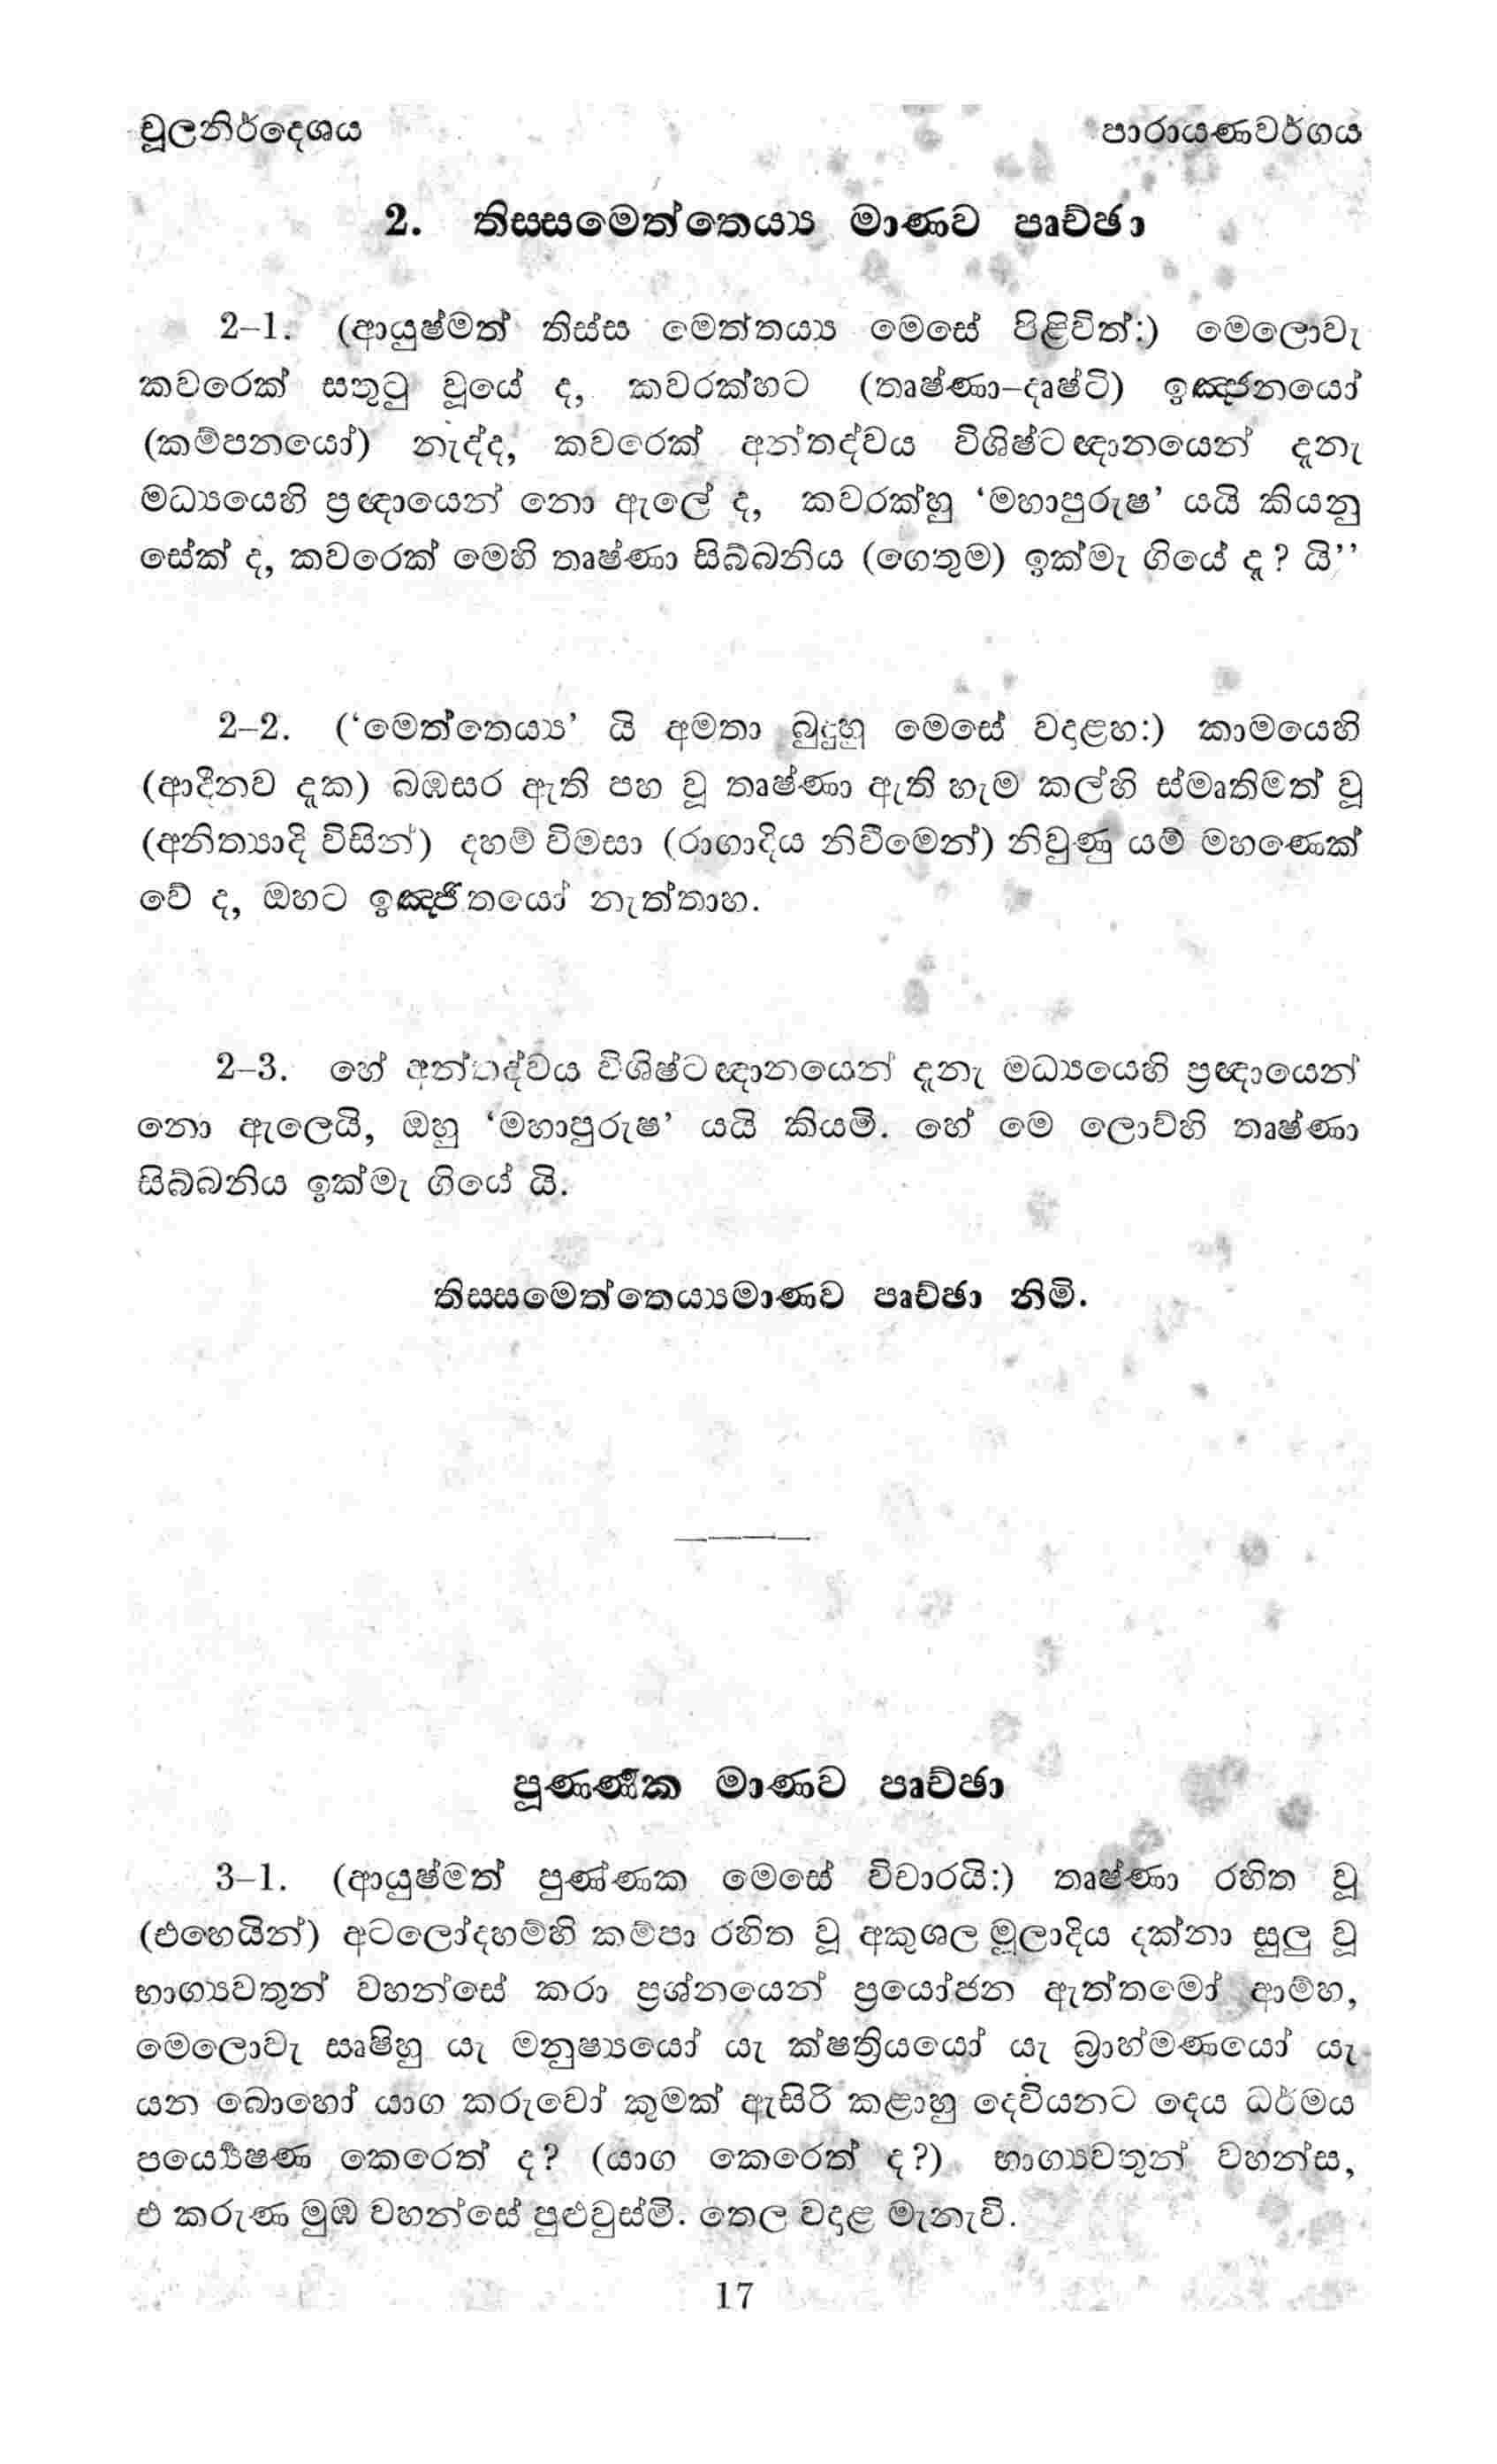 චූලනිර්දෙශය පාරායණවර්ගය
2. තිස්සමෙත්තෙය්‍ය මාණව පෘච්ඡා
2–1. (ආයුෂ්මත් තිස්ස මෙත්තය්‍ය මෙසේ පිළිවිත්:) මෙලොවැ
කවරෙක් සතුටු වූයේ ද, කවරක්හට (තෘෂ්ණා–දෘෂ්ටි) ඉඤ්ජනයෝ
(කම්පනයෝ) නැද්ද, කවරෙක් අන්තද්වය විශිෂ්ටඥානයෙන් දැනැ
මධ්‍යයෙහි ප්‍රඥායෙන් නො ඇලේ ද, කවරක්හු ‘මහාපුරුෂ’ යයි කියනු
සේක් ද, කවරෙක් මෙහි තෘෂ්ණා සිබ්බනිය (ගෙතුම) ඉක්මැ ගියේ දැ? යි’’
2–2. (‘මෙත්තෙය්‍ය’ යි අමතා බුදුහු මෙසේ වදාළහ:) කාමයෙහි
(ආදීනව දැක) බඹසර ඇති පහ වූ තෘෂ්ණා ඇති හැම කල්හි ස්මෘතිමත් වූ
(අනිත්‍යාදි විසින්) දහම් විමසා (රාගාදිය නිවීමෙන්) නිවුණු යම් මහණෙක්
වේ ද, ඔහට ඉඤ්ජිතයෝ නැත්තාහ.
2–3. හේ අන්තද්වය විශිෂ්ටඥානයෙන් දැනැ මධ්‍යයෙහි ප්‍රඥායෙන්
නො ඇලෙයි, ඔහු ‘මහාපුරුෂ’ යයි කියමි. හේ මෙ ලොව්හි තෘෂ්ණා
සිබ්බනිය ඉක්මැ ගියේ යි.
තිස්සමෙත්තෙය්‍යමාණව පෘච්ඡා නිමි.
පූණ්ණික මාණව පෘච්ඡා
3–1. (ආයුෂ්මත් පුණ්ණක මෙසේ විචාරයි:) තෘෂ්ණා රහිත වූ
(එහෙයින්) අටලෝදහම්හි කම්පා රහිත වූ අකුශල මූලාදිය දක්නා සුලු වූ
භාග්‍යවතුන් වහන්සේ කරා ප්‍රශ්නයෙන් ප්‍රයෝජන ඇත්තමෝ ආම්හ,
මෙලොවැ සෘෂිහු යැ මනුෂ්‍යයෝ යැ ක්ෂත්‍රියයෝ යැ බ්‍රාහ්මණයෝ යැ
යන බොහෝ යාග කරුවෝ කුමක් ඇසිරි කළාහු දෙවියනට දෙය ධර්මය
පර්‍ය්‍යේෂණ කෙරෙත් ද? (යාග කෙරෙත් ද?) භාග්‍යවතුන් වහන්ස,
එ කරුණ මුඹ වහන්සේ පුළුවුස්මි. තෙල වදාළ මැනැවි.
17